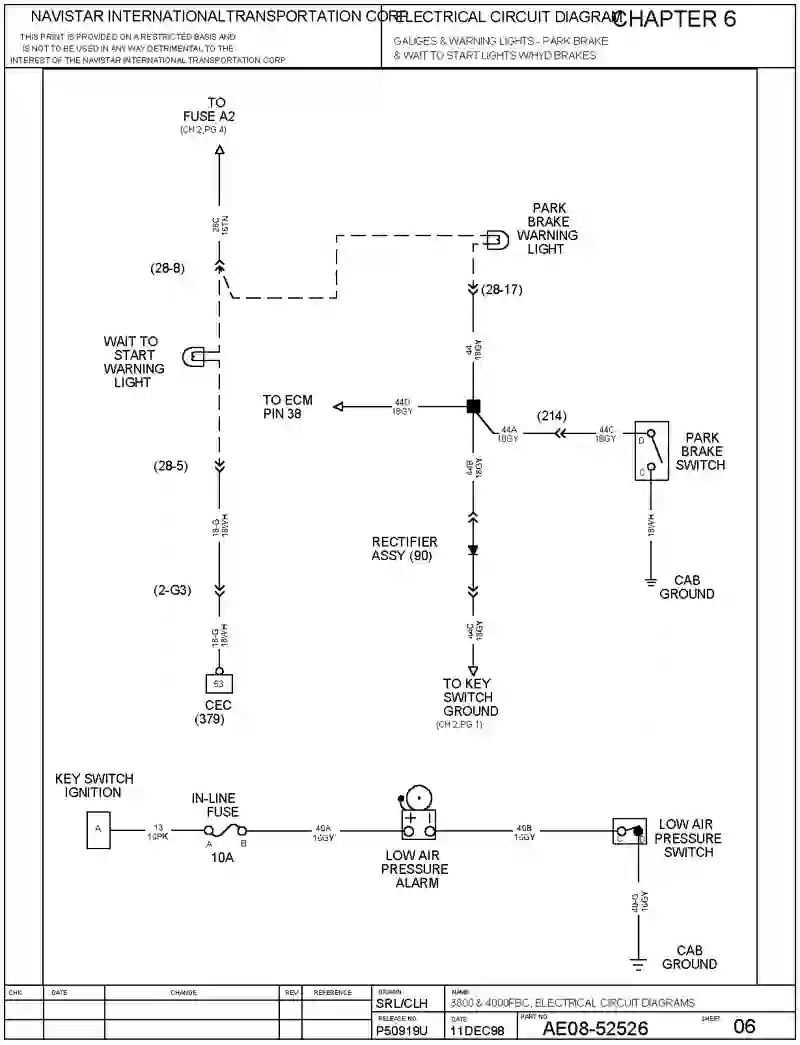 NAVISTAR INTERNATIONAL TRANSPORTATION CORP.
THIS PRINT IS PROVIDED ON A RESTRICTED BASIS AND
IS NOT TO BE USED IN ANY WAY DETRIMENTAL TO THE
INTEREST OF THE NAVISTAR INTERNATIONAL TRANSPORTATION CORP
ELECTRICAL CIRCUIT DIAGRAM
CHAPTER 6
GAUGES & WARNING LIGHTS - PARK BRAKE
& WAIT TO START LIGHTS W/HYD BRAKES
TO
FUSE A2
(CH 2,PG 4)
28C
16TN
(28-8)
PARK
BRAKE
WARNING
LIGHT
(28-17)
WAIT TO
START
WARNING
LIGHT
44
18GY
TO ECM
PIN 38
44D
18GY
44A
18GY
(214)
44C
18GY
D
C
PARK
BRAKE
SWITCH
(28-5)
44B
18GY
18-G
18WH
18WH
RECTIFIER
ASSY (90)
CAB
GROUND
(2-G3)
18-G
18WH
44C
18GY
53
CEC
(379)
TO KEY
SWITCH
GROUND
(CH 2,PG 1)
KEY SWITCH
IGNITION
A
13
16PK
IN-LINE
FUSE
A
B
10A
40A
16GY
+ I
LOW AIR
PRESSURE
ALARM
40B
16GY
C
LOW AIR
PRESSURE
SWITCH
40-G
16GY
CAB
GROUND
CHK
DATE
CHANGE
REV
REFERENCE
DRAWN
SRL/CLH
NAME
3800 & 4000FBC, ELECTRICAL CIRCUIT DIAGRAMS
RELEASE NO.
P50919U
DATE
11DEC98
PART NO
AE08-52526
SHEET
06